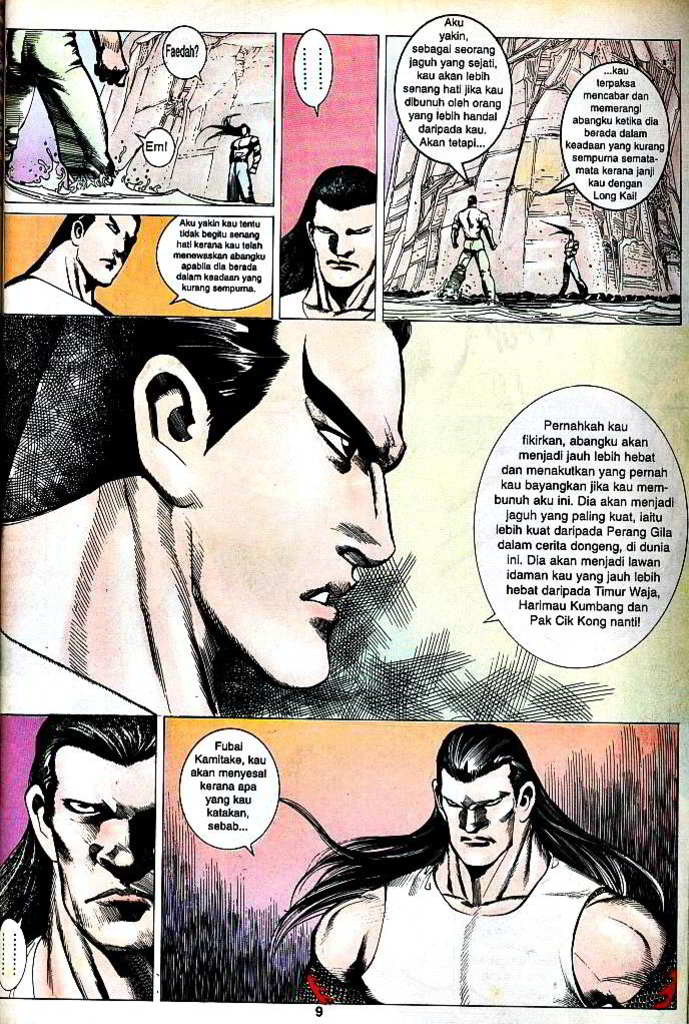 Faedah?
Em!
Aku
yakin,
sebagai seorang
jaguh yang sejati,
kau akan lebih
senang hati jika kau
dibunuh oleh orang
yang lebih handal
daripada kau.
Akan tetapi...
...kau
terpaksa
mencabar dan
memerangi
abangku ketika dia
berada dalam
keadaan yang kurang
sempurna semata-
mata kerana janji
kau dengan
Long Kai!
Aku yakin kau tentu
tidak begitu senang
hati kerana kau telah
menewaskan abangku
apabila dia berada
dalam keadaan yang
kurang sempurna.
Pernahkah kau
fikirkan, abangku akan
menjadi jauh lebih hebat
dan menakutkan yang pernah
kau bayangkan jika kau mem-
bunuh aku ini. Dia akan menjadi
jaguh yang paling kuat, iaitu
lebih kuat daripada Perang Gila
dalam cerita dongeng, di dunia
ini. Dia akan menjadi lawan
idaman kau yang jauh lebih
hebat daripada Timur Waja,
Harimau Kumbang dan
Pak Cik Kong nanti!
Fubai
Kamitake, kau
akan menyesal
kerana apa
yang kau
katakan,
sebab...
9